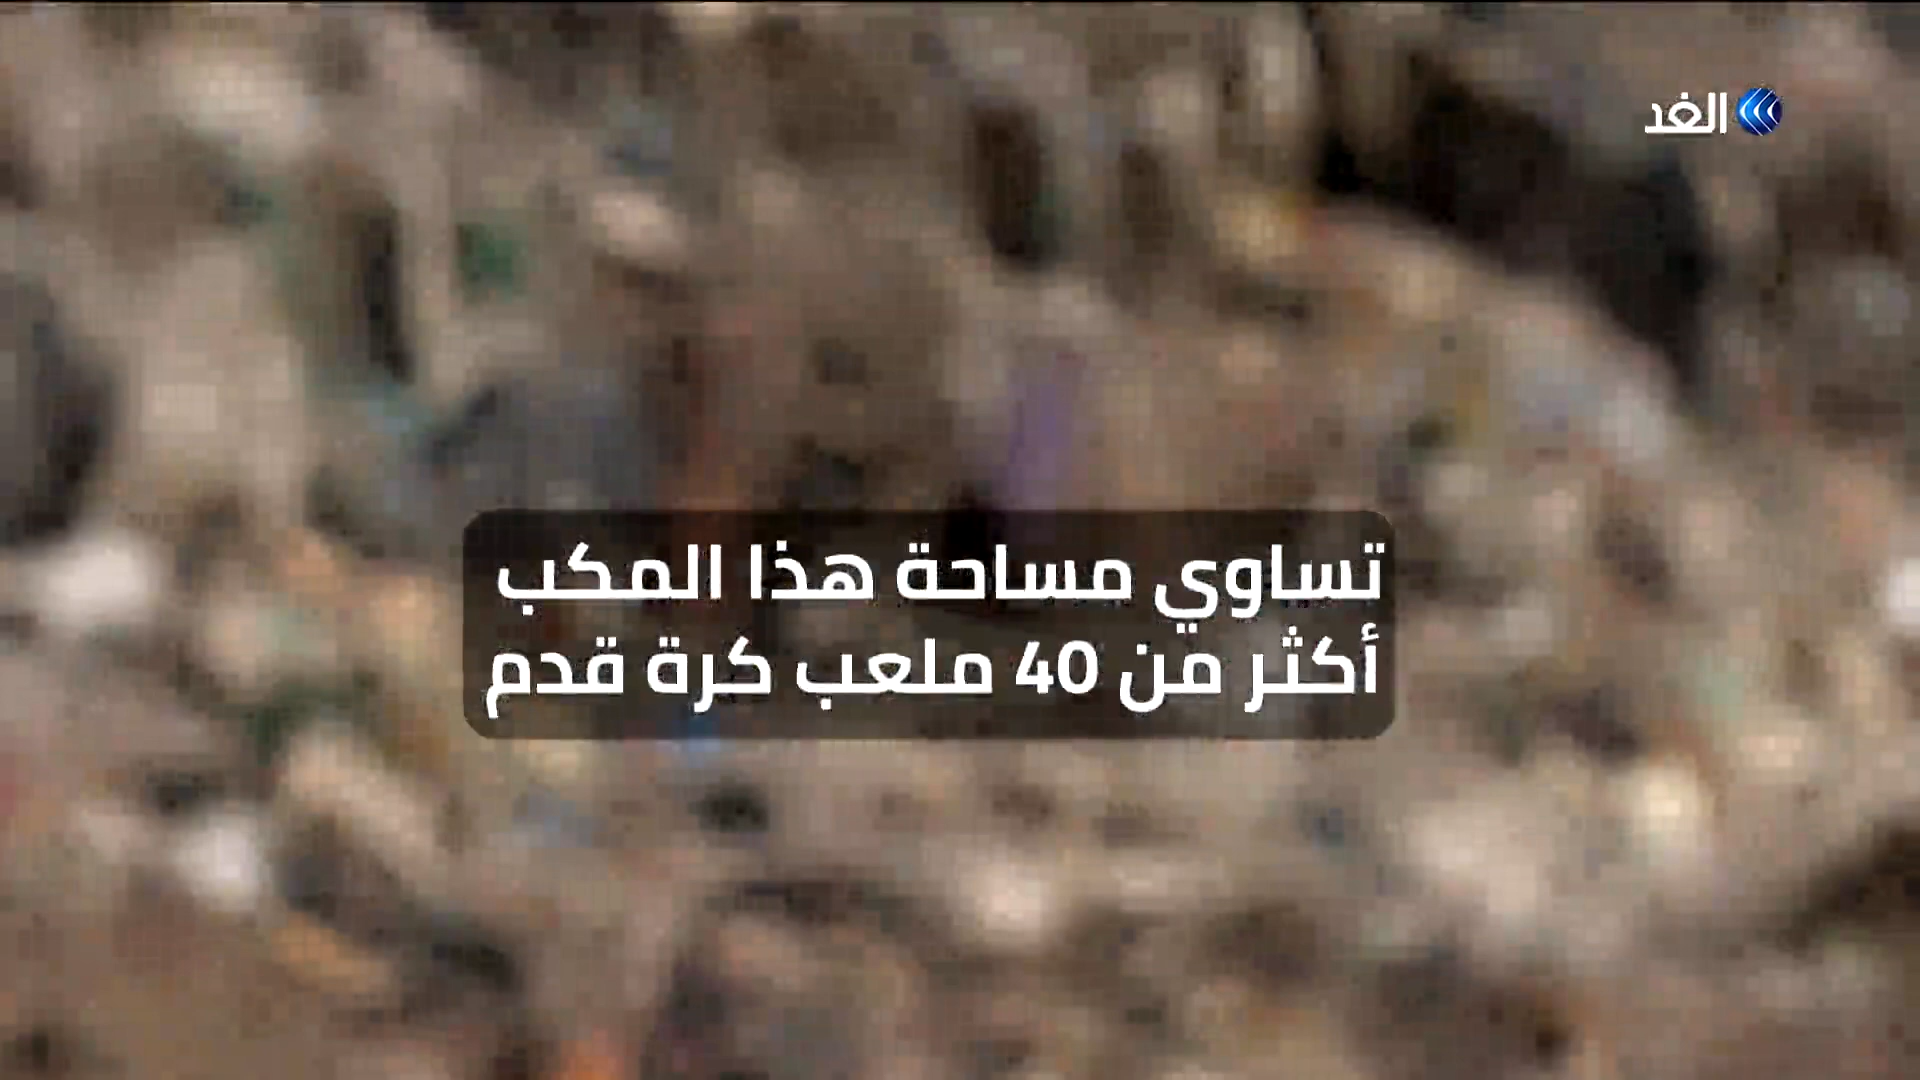 الغد
تساوي مساحة هذا المكب
أكثر من 40 ملعب كرة قدم